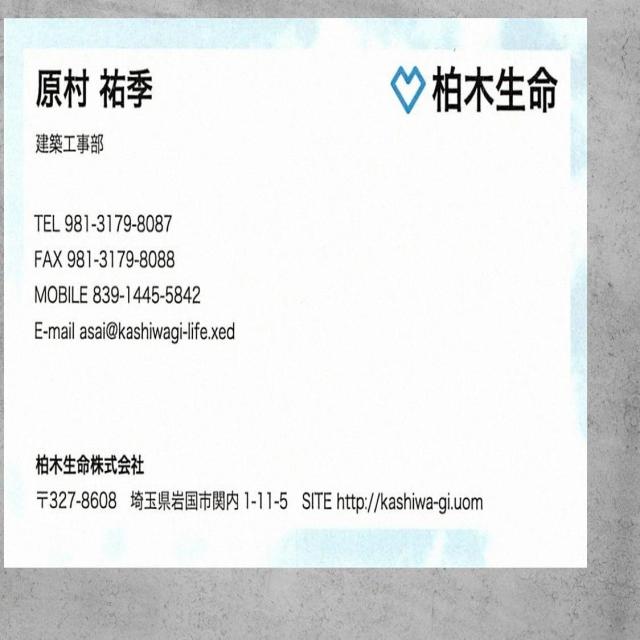 原村 祐季
柏木生命
建築工事部
TEL 981-3179-8087
FAX 981-3179-8088
MOBILE 839-1445-5842
E-mail asai@kashiwagi-life.xed
柏木生命株式会社
〒327-8608 埼玉県岩国市関内 1-11-5 SITE http://kashiwa-gi.uom